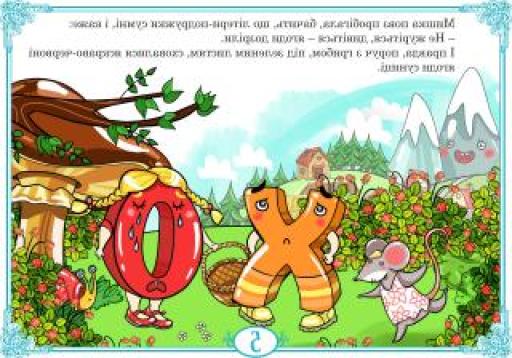 Мишка повз пробігала, бачить, що літери-подружки сумні, і каже:
– Не журіться, дивіться – ягоди дозріли.
І правда, поруч з грибом, під зеленим листям, сховалися яскраво-червоні
ягоди суниці.
О Х
5